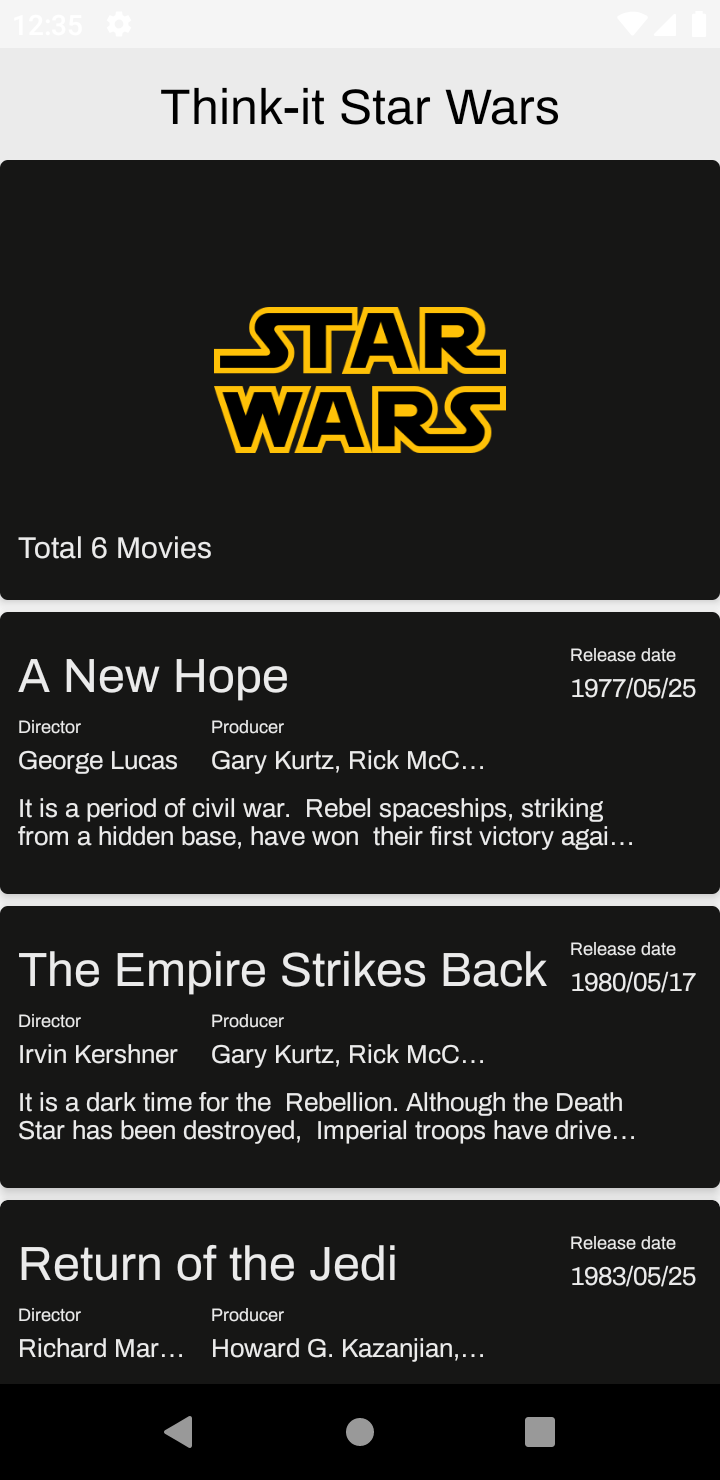 12:35
Think-it Star Wars
STAR
WARS
Total 6 Movies
A New Hope
Release date
1977/05/25
Director
Producer
George Lucas
Gary Kurtz, Rick McC…
It is a period of civil war.  Rebel spaceships, striking
from a hidden base, have won  their first victory agai…
The Empire Strikes Back
Release date
1980/05/17
Director
Producer
Irvin Kershner
Gary Kurtz, Rick McC…
It is a dark time for the  Rebellion. Although the Death
Star has been destroyed,  Imperial troops have drive…
Return of the Jedi
Release date
1983/05/25
Director
Producer
Richard Mar…
Howard G. Kazanjian,…